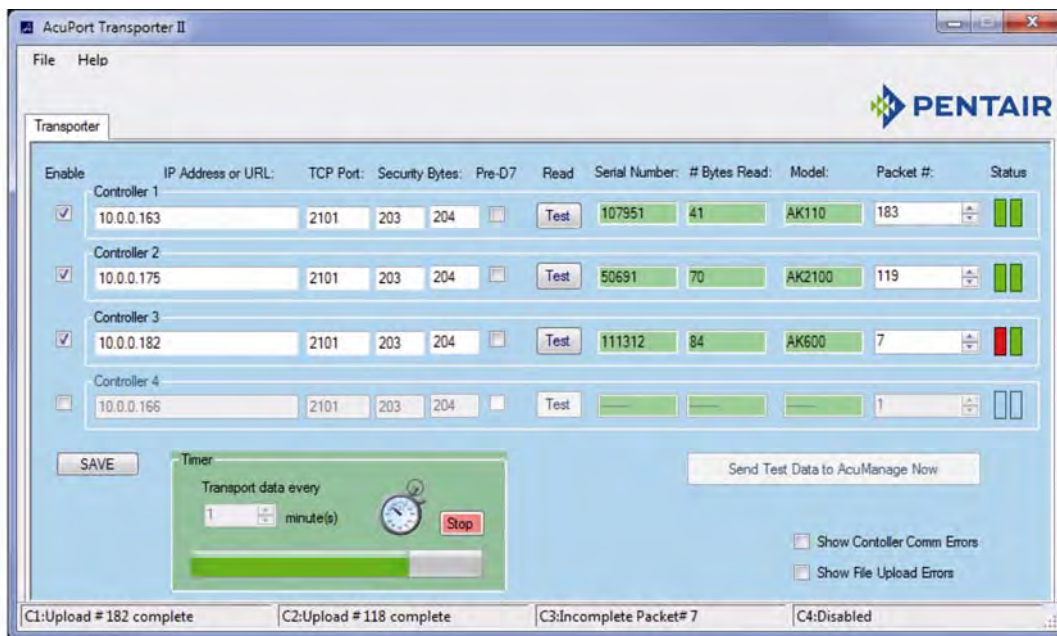 AcuPort Transporter II
File Help
PENTAIR
Transporter
Enable IP Address or URL: TCP Port: Security Bytes: Pre-D7 Read Serial Number: # Bytes Read: Model: Packet #: Status
Controller 1
10.0.0.163 2101 203 204 Test 107951 41 AK110 183
Controller 2
10.0.0.175 2101 203 204 Test 50691 70 AK2100 119
Controller 3
10.0.0.182 2101 203 204 Test 111312 84 AK600 7
Controller 4
10.0.0.166 2101 203 204 Test ------ ------ ------ 1
SAVE
Timer
Transport data every
1 minute(s)
Stop
Send Test Data to AcuManage Now
Show Contoller Comm Errors
Show File Upload Errors
C1:Upload # 182 complete C2:Upload # 118 complete C3:Incomplete Packet# 7 C4:Disabled